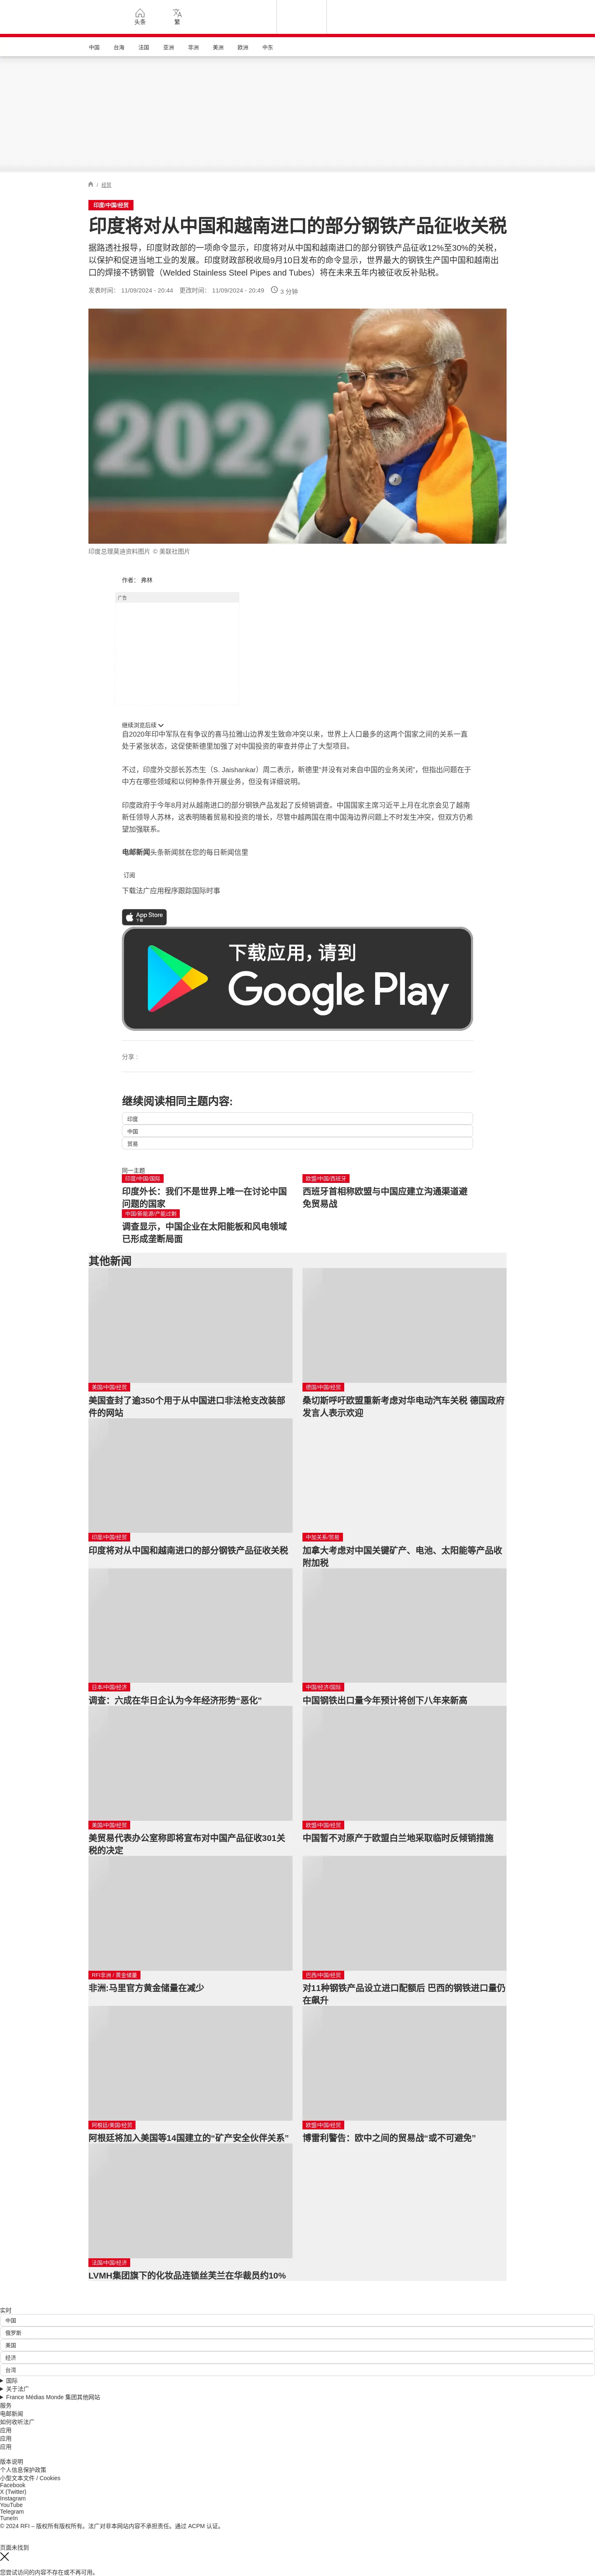 头条
繁
中国
台海
法国
亚洲
非洲
美洲
欧洲
中东
/ 经贸
印度/中国/经贸
印度将对从中国和越南进口的部分钢铁产品征收关税
据路透社报导，印度财政部的一项命令显示，印度将对从中国和越南进口的部分钢铁产品征收12%至30%的关税，
以保护和促进当地工业的发展。印度财政部税收局9月10日发布的命令显示，世界最大的钢铁生产国中国和越南出
口的焊接不锈钢管（Welded Stainless Steel Pipes and Tubes）将在未来五年内被征收反补贴税。
发表时间： 11/09/2024 - 20:44 更改时间： 11/09/2024 - 20:49 3 分钟
2024
印度总理莫迪资料图片 © 美联社图片
作者： 弗林
广告
继续浏览后续
自2020年印中军队在有争议的喜马拉雅山边界发生致命冲突以来，世界上人口最多的这两个国家之间的关系一直
处于紧张状态，这促使新德里加强了对中国投资的审查并停止了大型项目。
不过，印度外交部长苏杰生（S. Jaishankar）周二表示，新德里“并没有对来自中国的业务关闭”，但指出问题在于
中方在哪些领域和以何种条件开展业务，但没有详细说明。
印度政府于今年8月对从越南进口的部分钢铁产品发起了反倾销调查。中国国家主席习近平上月在北京会见了越南
新任领导人苏林，这表明随着贸易和投资的增长，尽管中越两国在南中国海边界问题上不时发生冲突，但双方仍希
望加强联系。
电邮新闻头条新闻就在您的每日新闻信里
订阅
下载法广应用程序跟踪国际时事
App Store
下载
下载应用，请到
Google Play
分享 :
继续阅读相同主题内容:
印度
中国
贸易
同一主题
印度/中国/国际
印度外长：我们不是世界上唯一在讨论中国
问题的国家
欧盟/中国/西班牙
西班牙首相称欧盟与中国应建立沟通渠道避
免贸易战
中国/新能源/产能过剩
调查显示，中国企业在太阳能板和风电领域
已形成垄断局面
其他新闻
美国/中国/经贸
美国查封了逾350个用于从中国进口非法枪支改装部
件的网站
德国/中国/经贸
桑切斯呼吁欧盟重新考虑对华电动汽车关税 德国政府
发言人表示欢迎
印度/中国/经贸
印度将对从中国和越南进口的部分钢铁产品征收关税
中加关系/贸易
加拿大考虑对中国关键矿产、电池、太阳能等产品收
附加税
日本/中国/经济
调查：六成在华日企认为今年经济形势“恶化”
中国/经济/国际
中国钢铁出口量今年预计将创下八年来新高
美国/中国/经贸
美贸易代表办公室称即将宣布对中国产品征收301关
税的决定
欧盟/中国/经贸
中国暂不对原产于欧盟白兰地采取临时反倾销措施
RFI非洲 / 黄金储量
非洲:马里官方黄金储量在减少
巴西/中国/经贸
对11种钢铁产品设立进口配额后 巴西的钢铁进口量仍
在飙升
阿根廷/美国/经贸
阿根廷将加入美国等14国建立的“矿产安全伙伴关系”
欧盟/中国/经贸
博雷利警告：欧中之间的贸易战“或不可避免”
法国/中国/经济
LVMH集团旗下的化妆品连锁丝芙兰在华裁员约10%
实时
中国
俄罗斯
美国
经济
台湾
国际
关于法广
France Médias Monde 集团其他网站
服务
电邮新闻
如何收听法广
应用
应用
应用
版本说明
个人信息保护政策
小型文本文件 / Cookies
Facebook
X (Twitter)
Instagram
YouTube
Telegram
TuneIn
© 2024 RFI – 版权所有版权所有。法广对非本网站内容不承担责任。通过 ACPM 认证。
页面未找到
您尝试访问的内容不存在或不再可用。